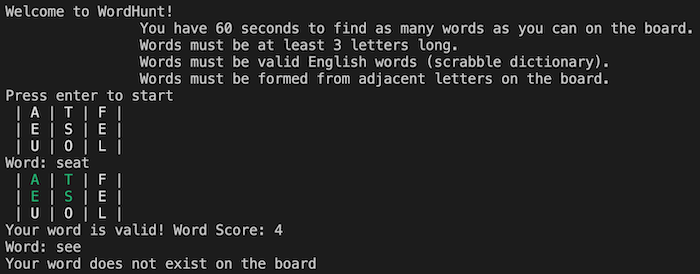 Welcome to WordHunt!
You have 60 seconds to find as many words as you can on the board.
Words must be at least 3 letters long.
Words must be valid English words (scrabble dictionary).
Words must be formed from adjacent letters on the board.
Press enter to start
| A | T | F |
| E | S | E |
| U | O | L |
Word: seat
| A | T | F |
| E | S | E |
| U | O | L |
Your word is valid! Word Score: 4
Word: see
Your word does not exist on the board